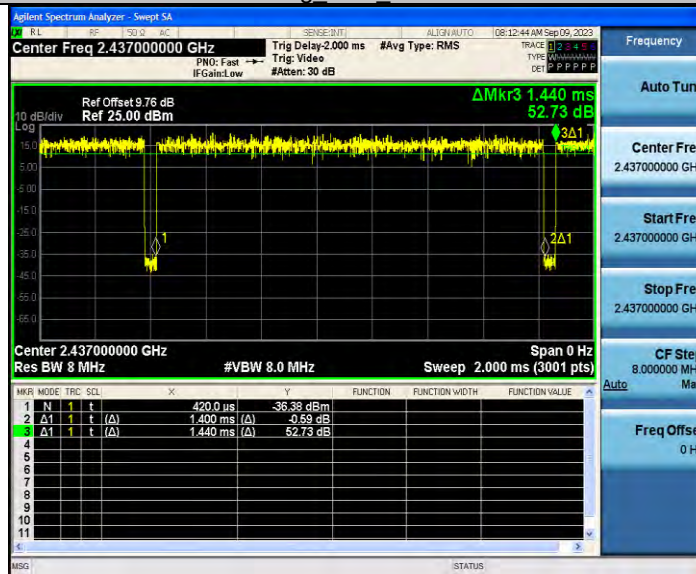 Agilent Spectrum Analyzer - Swept SA
RL RF 50 Ω AC SENSE:INT ALIGN AUTO 08:12:44 AM Sep 09, 2023
Center Freq 2.437000000 GHz
PNO: Fast
IFGain:Low
Trig Delay-2.000 ms
Trig: Video
#Atten: 30 dB
#Avg Type: RMS
TRACE 1 2 3 4 5 6
TYPE
DET P P P P P P
Frequency
Auto Tun
Center Fre
2.437000000 GH
Start Fre
2.437000000 GH
Stop Fre
2.437000000 GH
CF Ste
8.000000 MH
Auto Ma
Freq Offse
0 H
ΔMkr3 1.440 ms
52.73 dB
Ref Offset 9.76 dB
10 dB/div Ref 25.00 dBm
Log
15.0
5.00
-5.00
-15.0
-25.0
-35.0
-45.0
-55.0
-65.0
3Δ1
1
2Δ1
Center 2.437000000 GHz Span 0 Hz
Res BW 8 MHz #VBW 8.0 MHz Sweep 2.000 ms (3001 pts)
MKR MODE TRC SCL X Y FUNCTION FUNCTION WIDTH FUNCTION VALUE
1 N 1 t 420.0 us -36.38 dBm
2 Δ1 1 t (Δ) 1.400 ms (Δ) -0.59 dB
3 Δ1 1 t (Δ) 1.440 ms (Δ) 52.73 dB
4
5
6
7
8
9
10
11
MSG STATUS